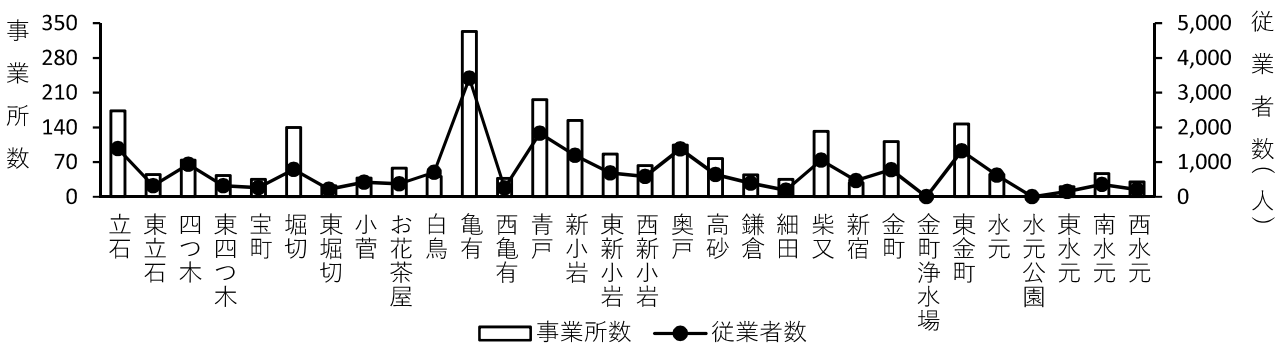 事業所数
350
280
210
140
70
0
5,000
4,000
3,000
2,000
1,000
0
従業者数（人）
立石
東立石
四つ木
東四つ木
宝町
堀切
東堀切
小菅
お花茶屋
白鳥
亀有
西亀有
青戸
新小岩
東新小岩
西新小岩
奥戸
高砂
鎌倉
細田
柴又
新宿
金町
金町浄水場
東金町
水元
水元公園
東水元
南水元
西水元
事業所数
従業者数